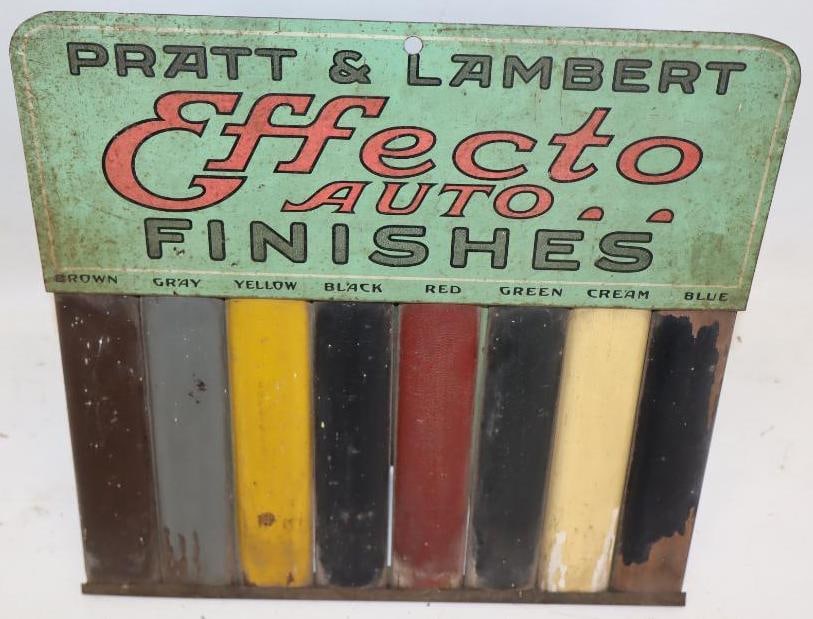 PRATT & LAMBERT
Effecto
AUTO..
FINISHES
BROWN GRAY YELLOW BLACK RED GREEN CREAM BLUE